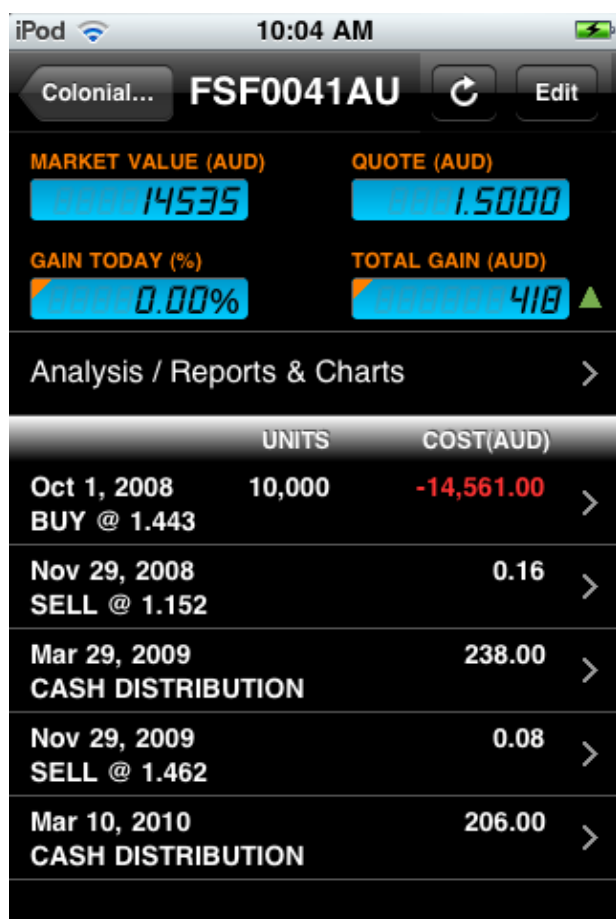 iPod 10:04 AM
Colonial... FSF0041AU Edit
MARKET VALUE (AUD) QUOTE (AUD)
14535 1.5000
GAIN TODAY (%) TOTAL GAIN (AUD)
0.00% 418
Analysis / Reports & Charts
UNITS COST(AUD)
Oct 1, 2008 10,000 -14,561.00
BUY @ 1.443
Nov 29, 2008 0.16
SELL @ 1.152
Mar 29, 2009 238.00
CASH DISTRIBUTION
Nov 29, 2009 0.08
SELL @ 1.462
Mar 10, 2010 206.00
CASH DISTRIBUTION